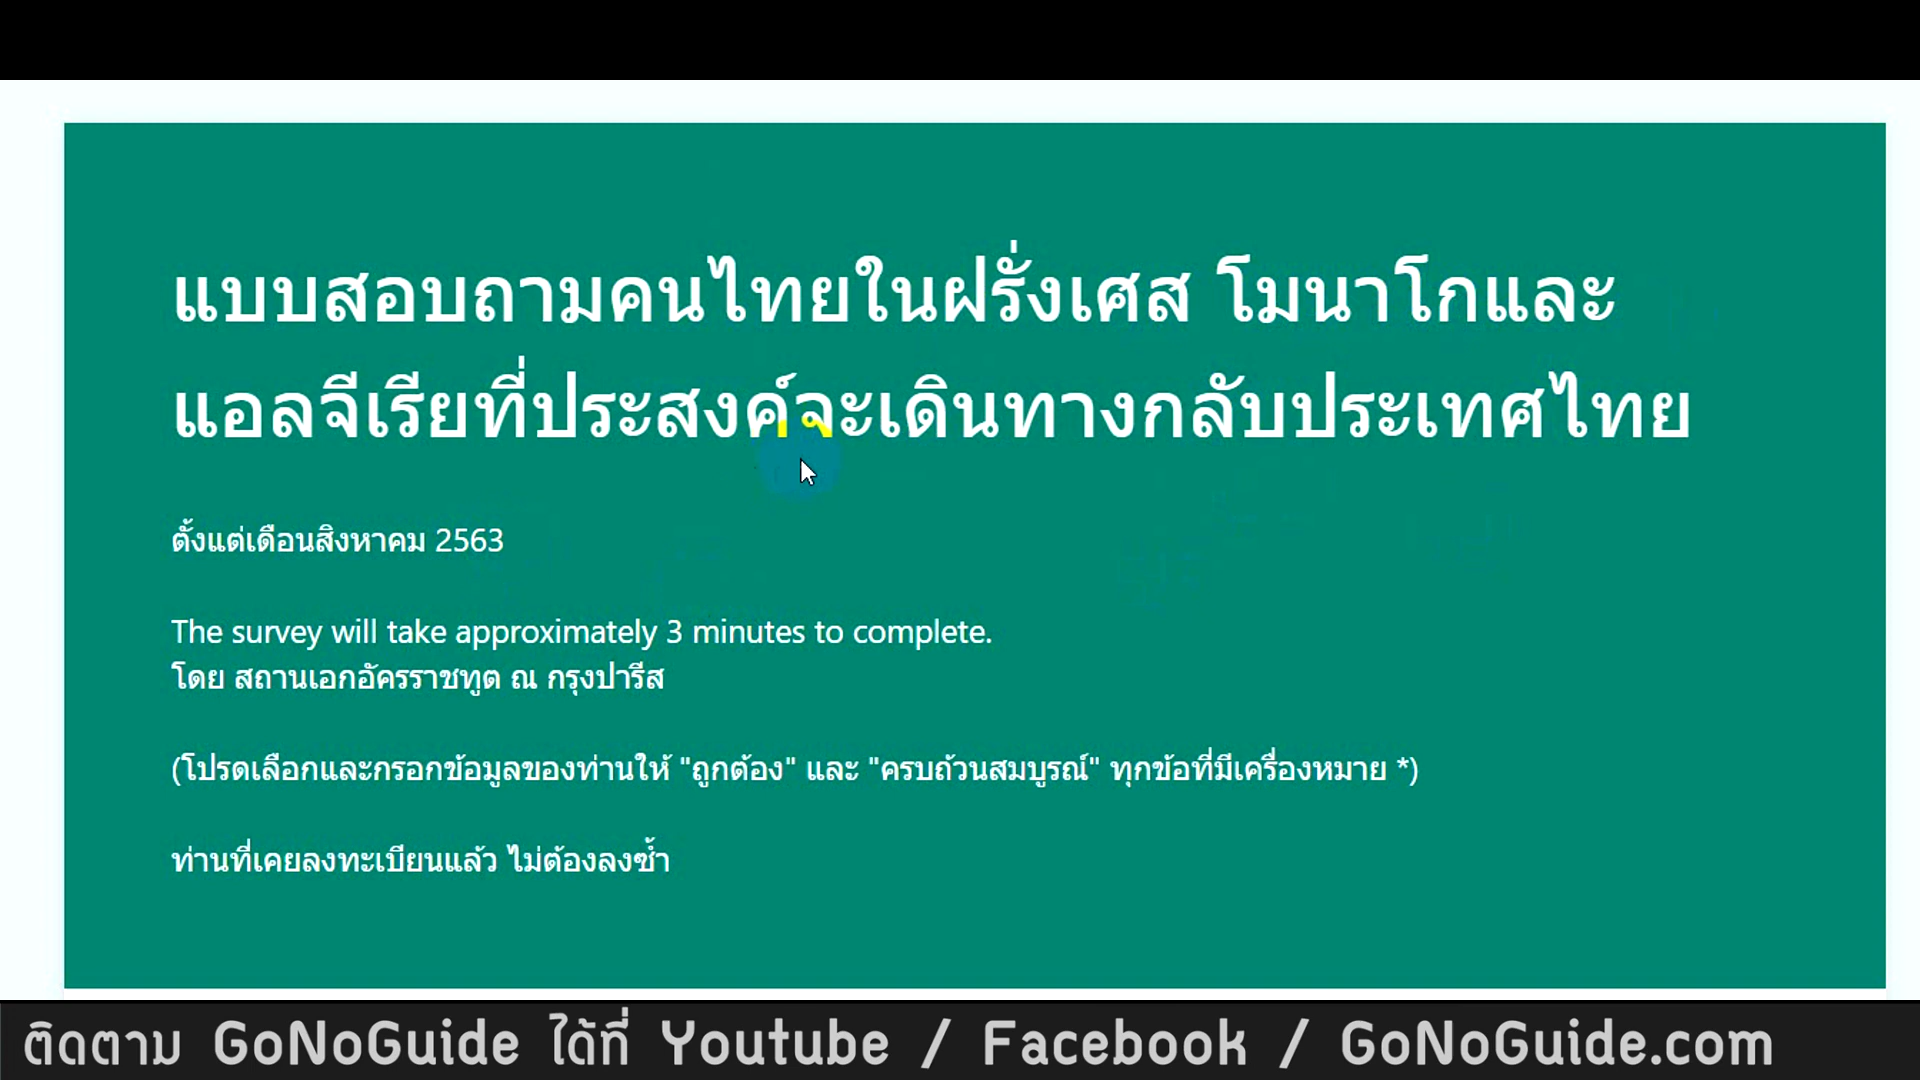 แบบสอบถามคนไทยในฝรั่งเศส โมนาโกและ
แอลจีเรียที่ประสงค์จะเดินทางกลับประเทศไทย
ตั้งแต่เดือนสิงหาคม 2563
The survey will take approximately 3 minutes to complete.
โดย สถานเอกอัครราชทูต ณ กรุงปารีส
(โปรดเลือกและกรอกข้อมูลของท่านให้ "ถูกต้อง" และ "ครบถ้วนสมบูรณ์" ทุกข้อที่มีเครื่องหมาย *)
ท่านที่เคยลงทะเบียนแล้ว ไม่ต้องลงซ้ำ
ติดตาม GoNoGuide ได้ที่ Youtube / Facebook / GoNoGuide.com